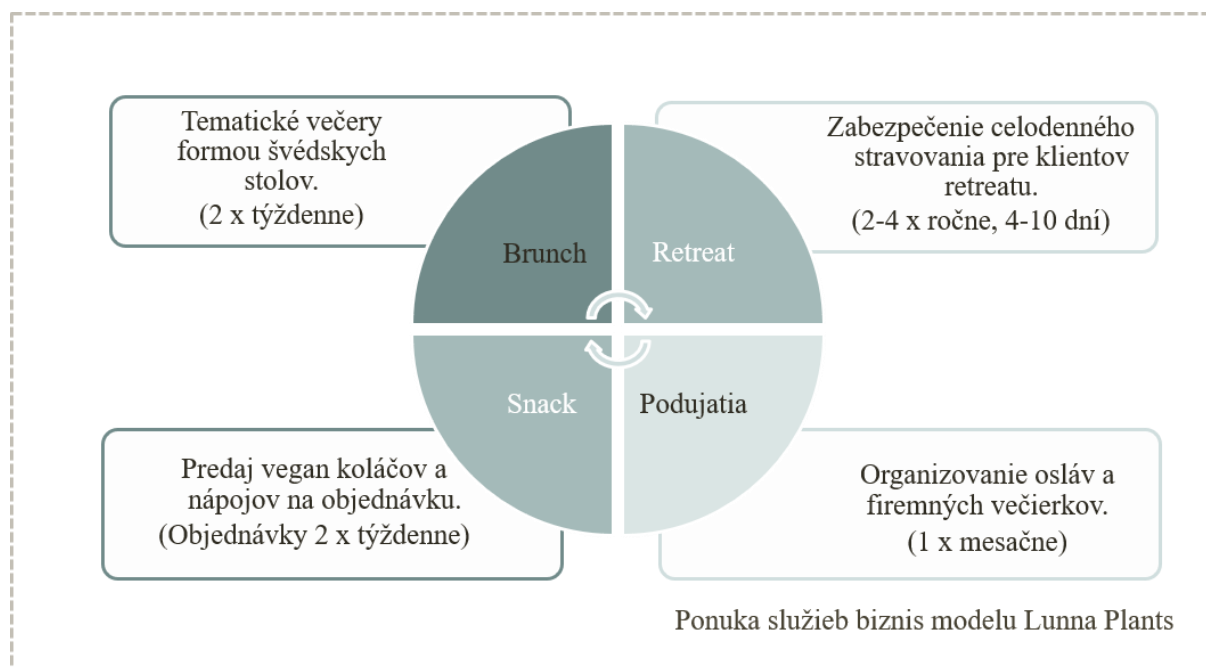 Tematické večery
formou švédskych
stolov.
(2 x týždenne)
Zabezpečenie celodenného
stravovania pre klientov
retreatu.
(2-4 x ročne, 4-10 dní)
Brunch
Retreat
Snack
Podujatia
Predaj vegan koláčov a
nápojov na objednávku.
(Objednávky 2 x týždenne)
Organizovanie osláv a
firemných večierkov.
(1 x mesačne)
Ponuka služieb biznis modelu Lunna Plants